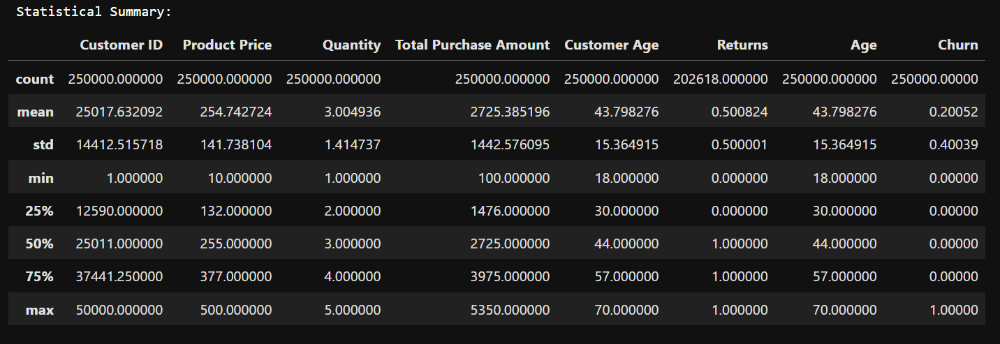 Statistical Summary:
Customer ID Product Price Quantity Total Purchase Amount Customer Age Returns Age Churn
count 250000.000000 250000.000000 250000.000000 250000.000000 250000.000000 202618.000000 250000.000000 250000.00000
mean 25017.632092 254.742724 3.004936 2725.385196 43.798276 0.500824 43.798276 0.20052
std 14412.515718 141.738104 1.414737 1442.576095 15.364915 0.500001 15.364915 0.40039
min 1.000000 10.000000 1.000000 100.000000 18.000000 0.000000 18.000000 0.00000
25% 12590.000000 132.000000 2.000000 1476.000000 30.000000 0.000000 30.000000 0.00000
50% 25011.000000 255.000000 3.000000 2725.000000 44.000000 1.000000 44.000000 0.00000
75% 37441.250000 377.000000 4.000000 3975.000000 57.000000 1.000000 57.000000 0.00000
max 50000.000000 500.000000 5.000000 5350.000000 70.000000 1.000000 70.000000 1.00000